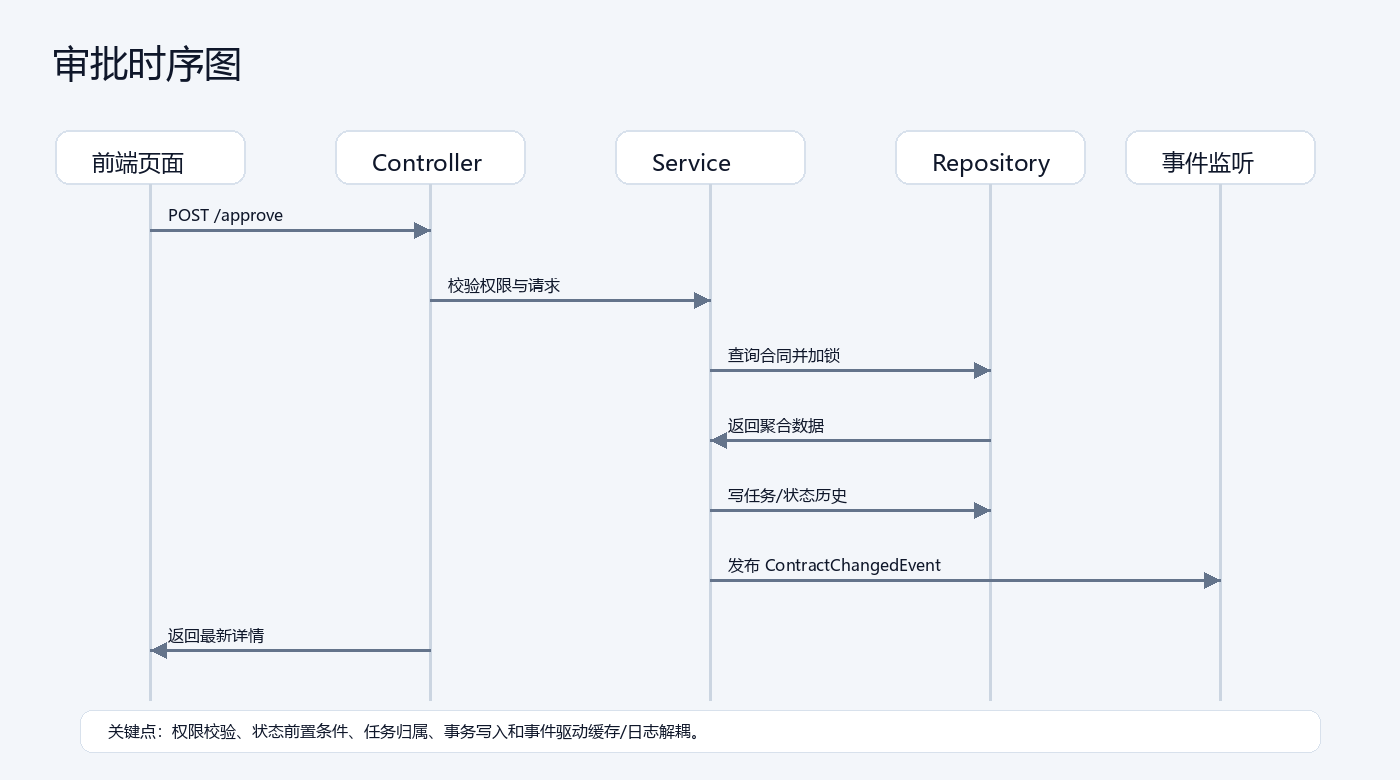 审批时序图
前端页面
Controller
Service
Repository
事件监听
POST /approve
校验权限与请求
查询合同并加锁
返回聚合数据
写任务/状态历史
发布 ContractChangedEvent
返回最新详情
关键点：权限校验、状态前置条件、任务归属、事务写入和事件驱动缓存/日志解耦。